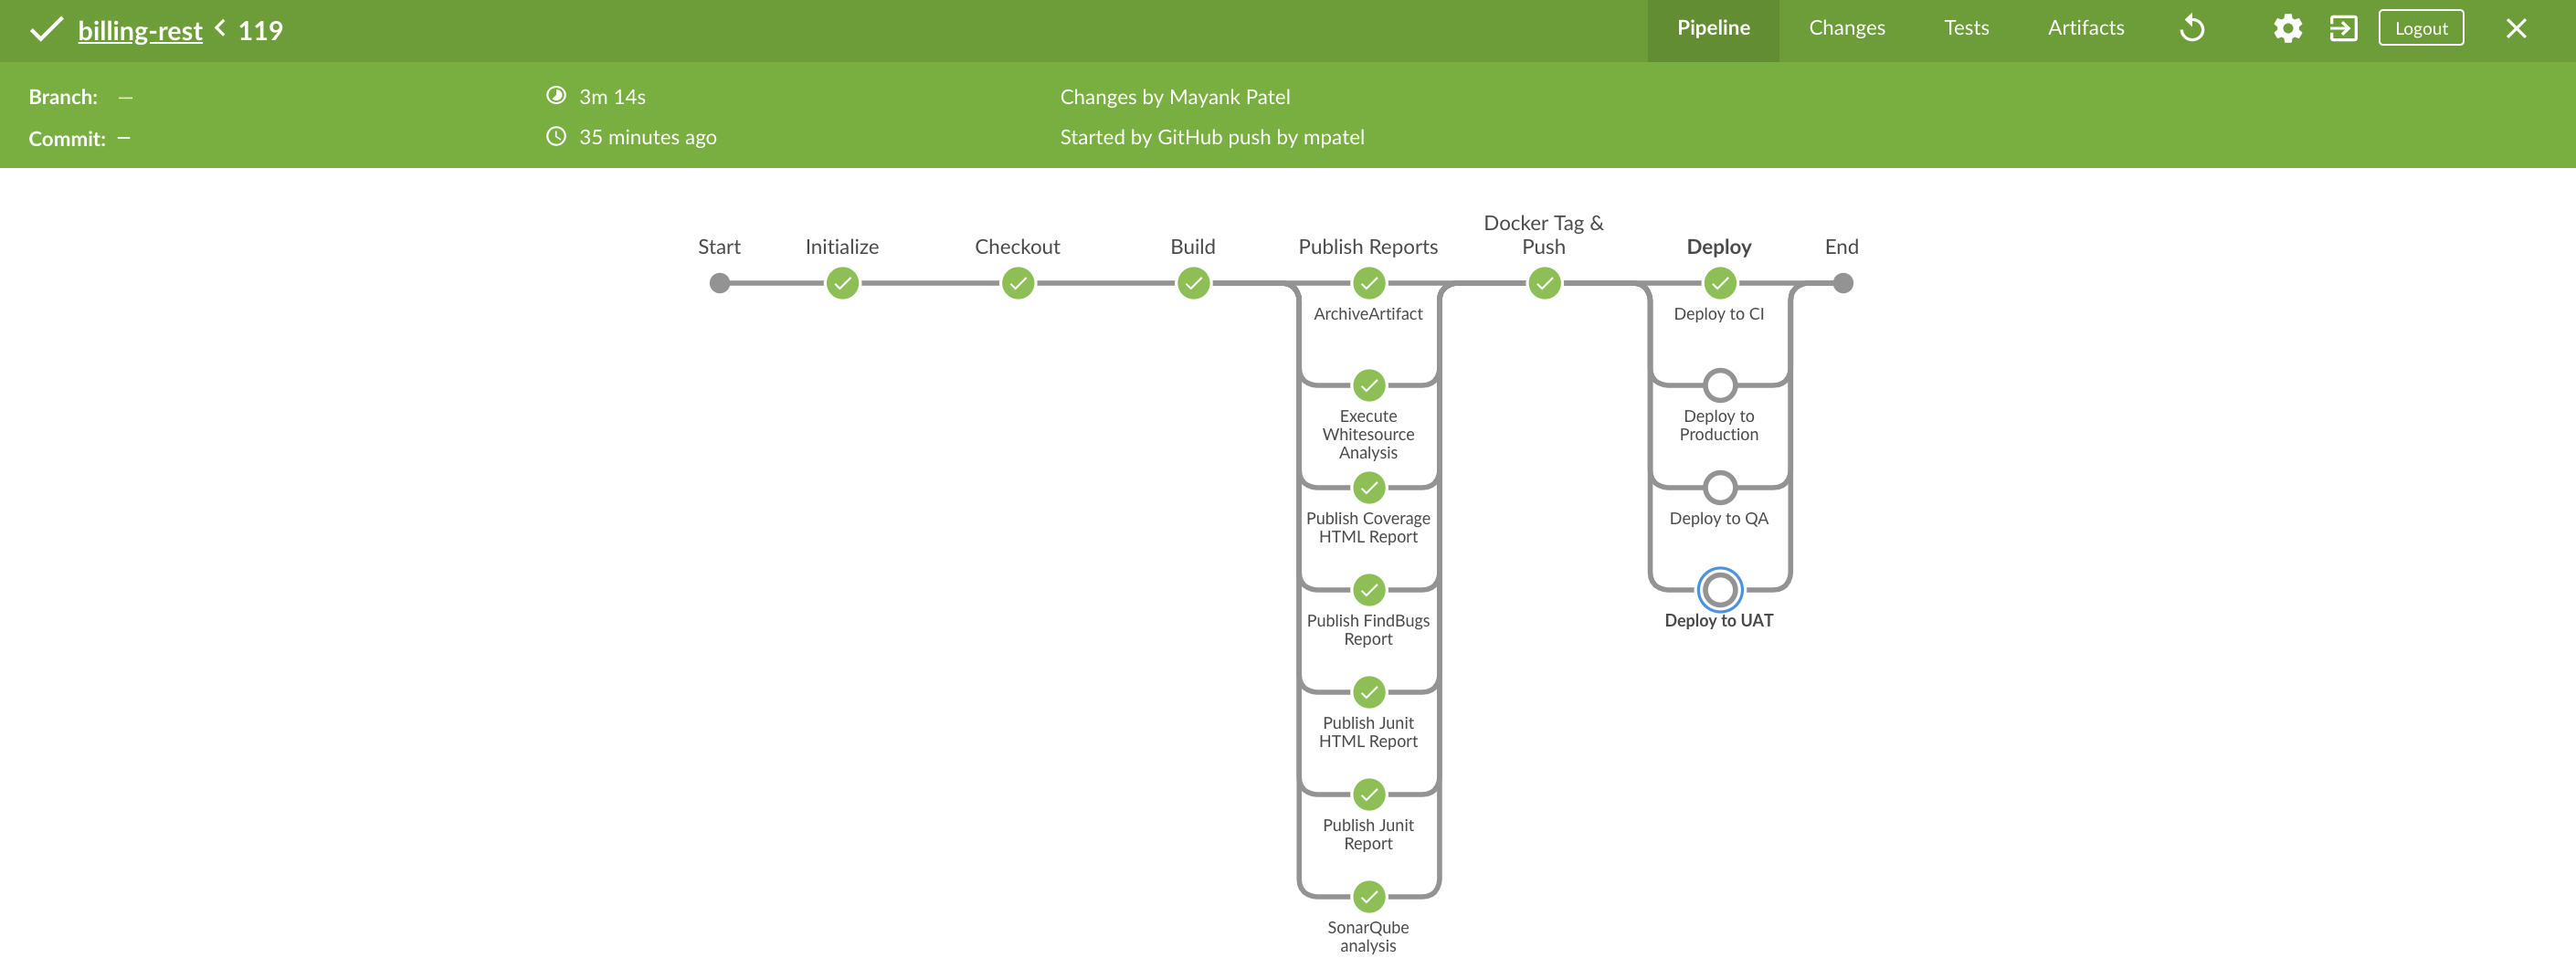 billing-rest < 119
Pipeline Changes Tests Artifacts Logout
Branch: —
3m 14s
Changes by Mayank Patel
Commit: —
35 minutes ago
Started by GitHub push by mpatel
Start
Initialize
Checkout
Build
Publish Reports
Docker Tag &
Push
Deploy
End
ArchiveArtifact
Execute
Whitesource
Analysis
Publish Coverage
HTML Report
Publish FindBugs
Report
Publish Junit
HTML Report
Publish Junit
Report
SonarQube
analysis
Deploy to CI
Deploy to
Production
Deploy to QA
Deploy to UAT